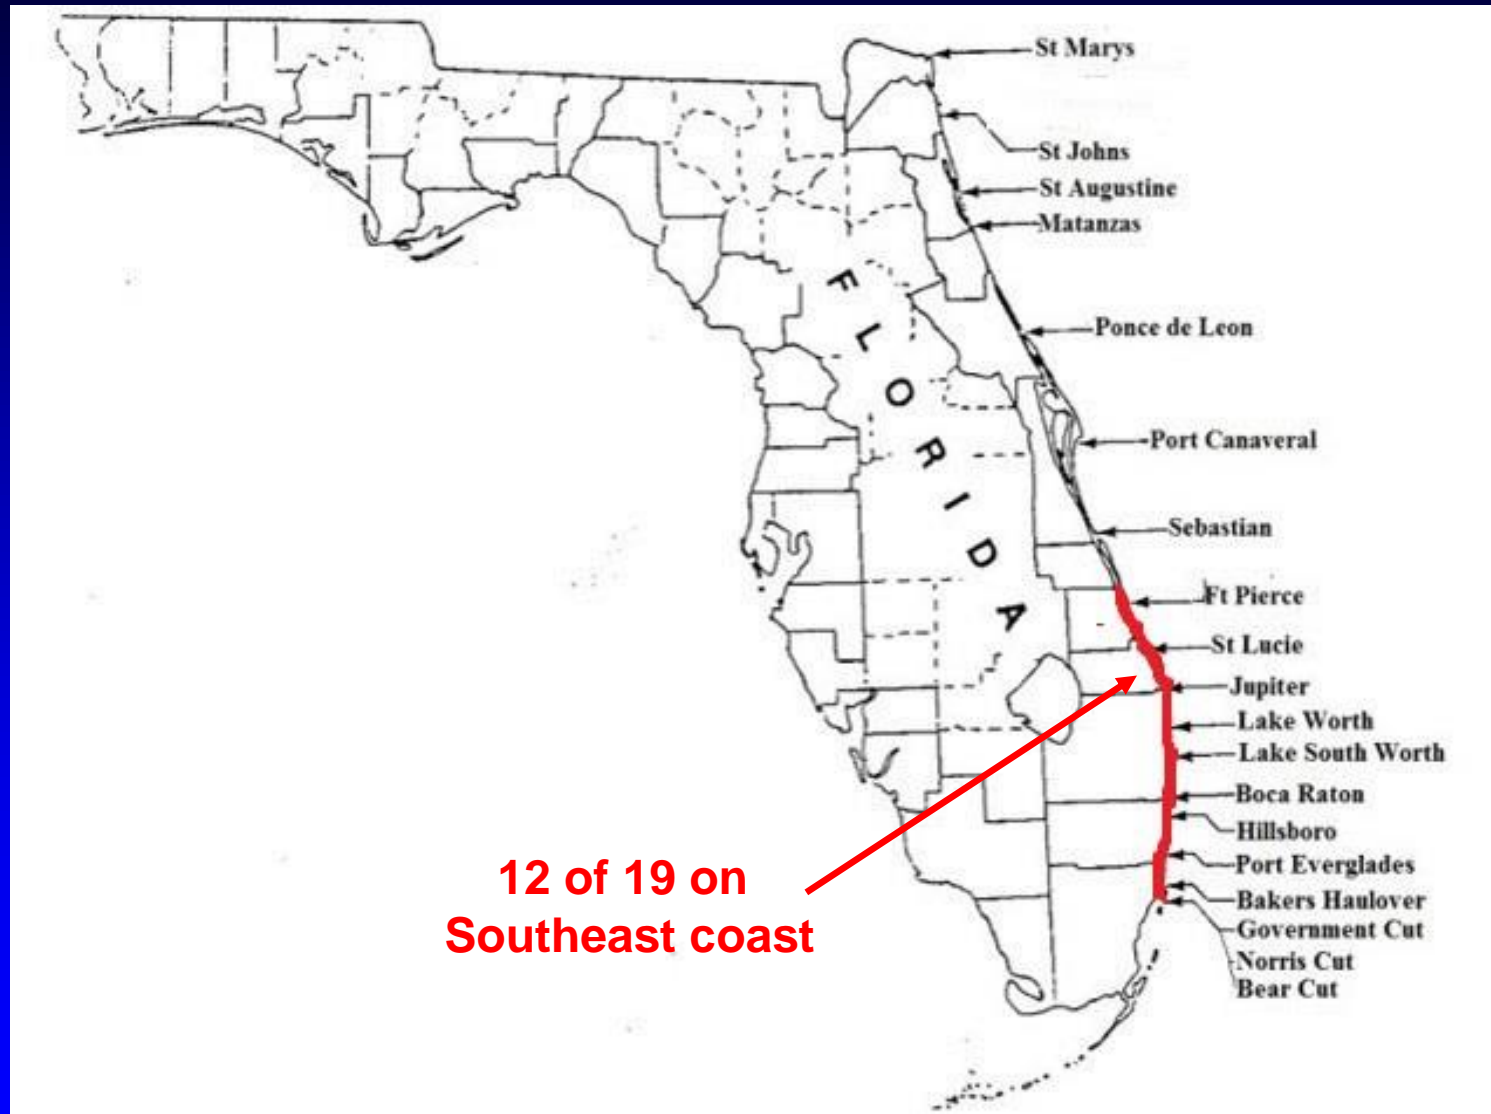 St Marys
St Johns
St Augustine
Matanzas
Ponce de Leon
Port Canaveral
Sebastian
Ft Pierce
St Lucie
Jupiter
Lake Worth
Lake South Worth
Boca Raton
Hillsboro
Port Everglades
Bakers Haulover
Government Cut
Norris Cut
Bear Cut
FLORIDA
12 of 19 on
Southeast coast